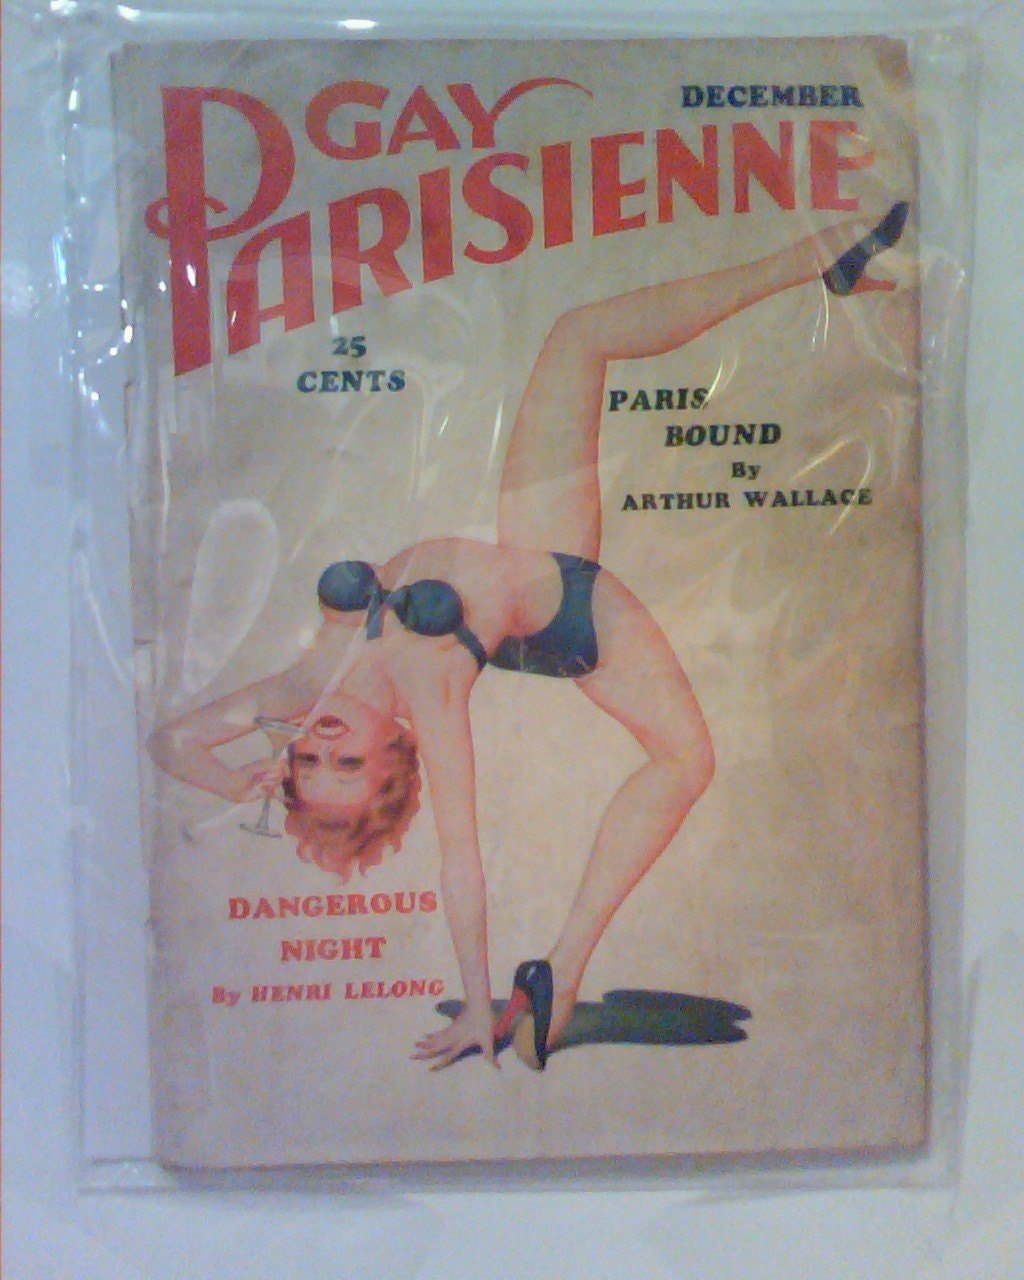 GAY
PARISIENNE
DECEMBER
25
CENTS
PARIS
BOUND
By
ARTHUR WALLACE
DANGEROUS
NIGHT
By HENRI LELONG